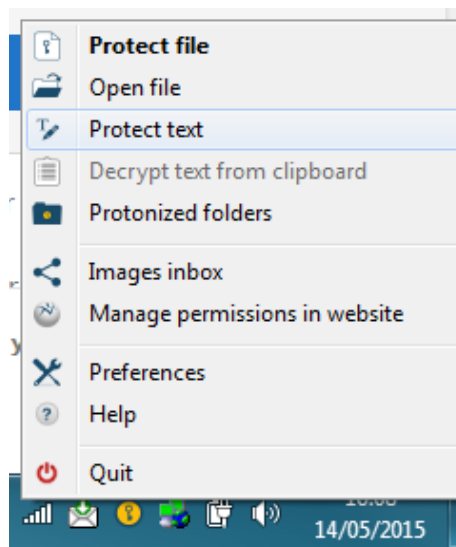 Protect file
Open file
Protect text
Decrypt text from clipboard
Protonized folders
Images inbox
Manage permissions in website
Preferences
Help
Quit
14/05/2015